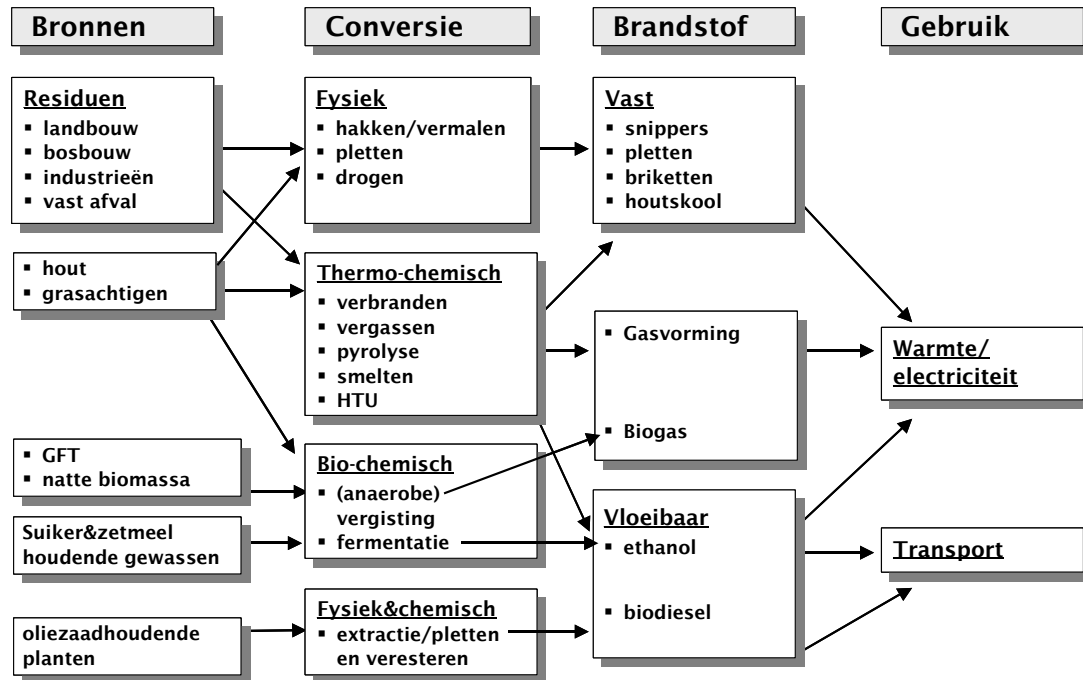 Bronnen
Conversie
Brandstof
Gebruik
Residuen
▪ landbouw
▪ bosbouw
▪ industrieën
▪ vast afval
▪ hout
▪ grasachtigen
▪ GFT
▪ natte biomassa
Suiker&zetmeel
houdende gewassen
oliezaadhoudende
planten
Fysiek
▪ hakken/vermalen
▪ pletten
▪ drogen
Thermo-chemisch
▪ verbranden
▪ vergassen
▪ pyrolyse
▪ smelten
▪ HTU
Bio-chemisch
▪ (anaerobe)
vergisting
▪ fermentatie
Fysiek&chemisch
▪ extractie/pletten
en veresteren
Vast
▪ snippers
▪ pletten
▪ briketten
▪ houtskool
▪ Gasvorming
▪ Biogas
Vloeibaar
▪ ethanol
▪ biodiesel
Warmte/
electriciteit
Transport